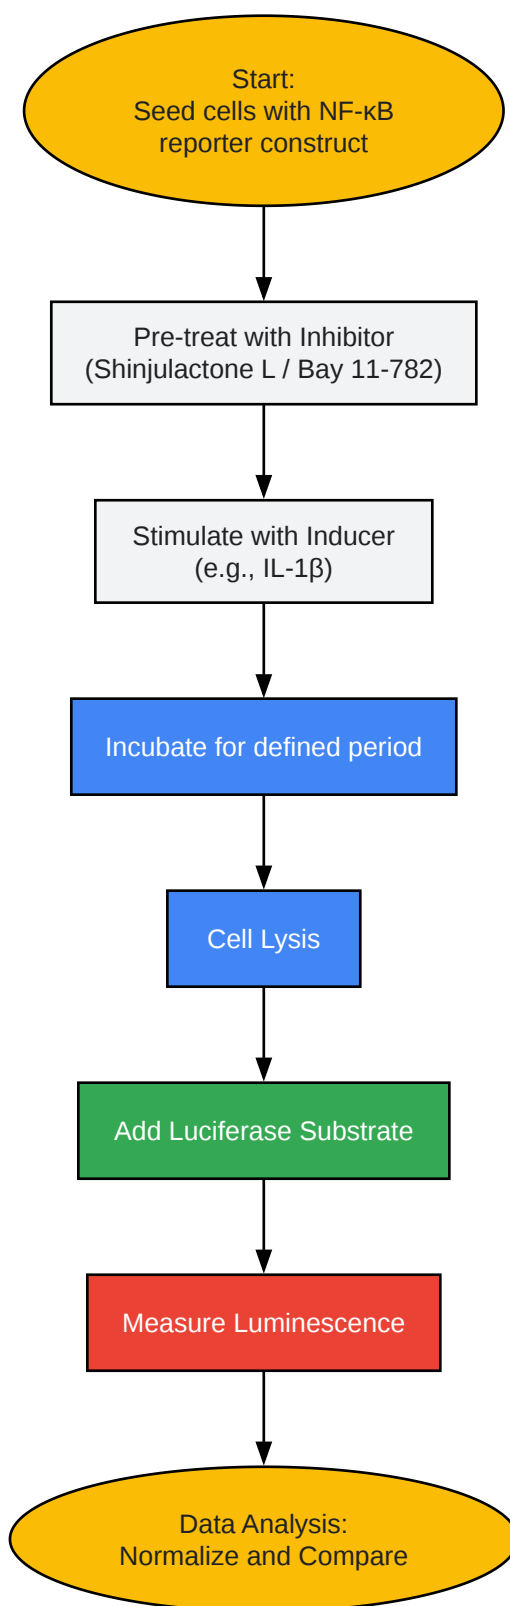 Start:
Seed cells with NF-κB
reporter construct
Pre-treat with Inhibitor
(Shinjulactone L / Bay 11-782)
Stimulate with Inducer
(e.g., IL-1β)
Incubate for defined period
Cell Lysis
Add Luciferase Substrate
Measure Luminescence
Data Analysis:
Normalize and Compare